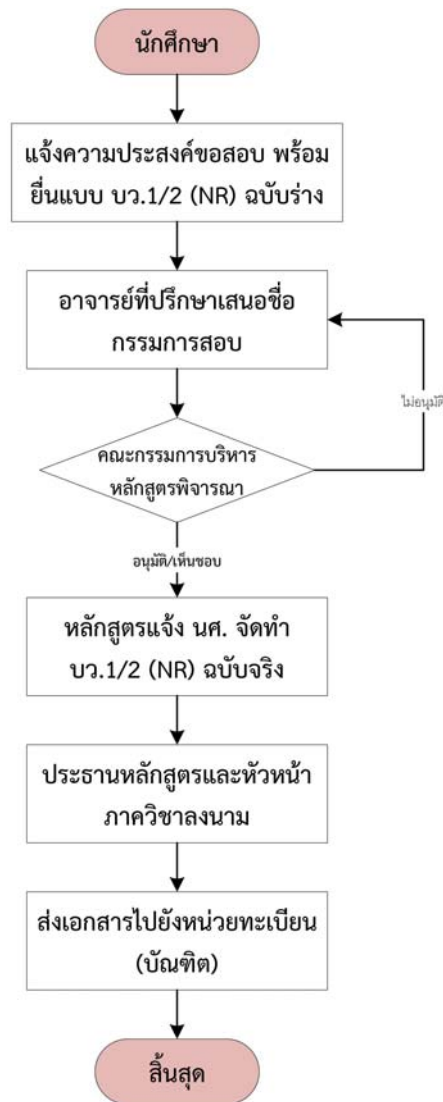 นักศึกษา
แจ้งความประสงค์ขอสอบ พร้อม
ยื่นแบบ บว.1/2 (NR) ฉบับร่าง
อาจารย์ที่ปรึกษาเสนอชื่อ
กรรมการสอบ
ไม่อนุมัติ
คณะกรรมการบริหาร
หลักสูตรพิจารณา
อนุมัติ/เห็นชอบ
หลักสูตรแจ้ง นศ. จัดทำ
บว.1/2 (NR) ฉบับจริง
ประธานหลักสูตรและหัวหน้า
ภาควิชาลงนาม
ส่งเอกสารไปยังหน่วยทะเบียน
(บัณฑิต)
สิ้นสุด